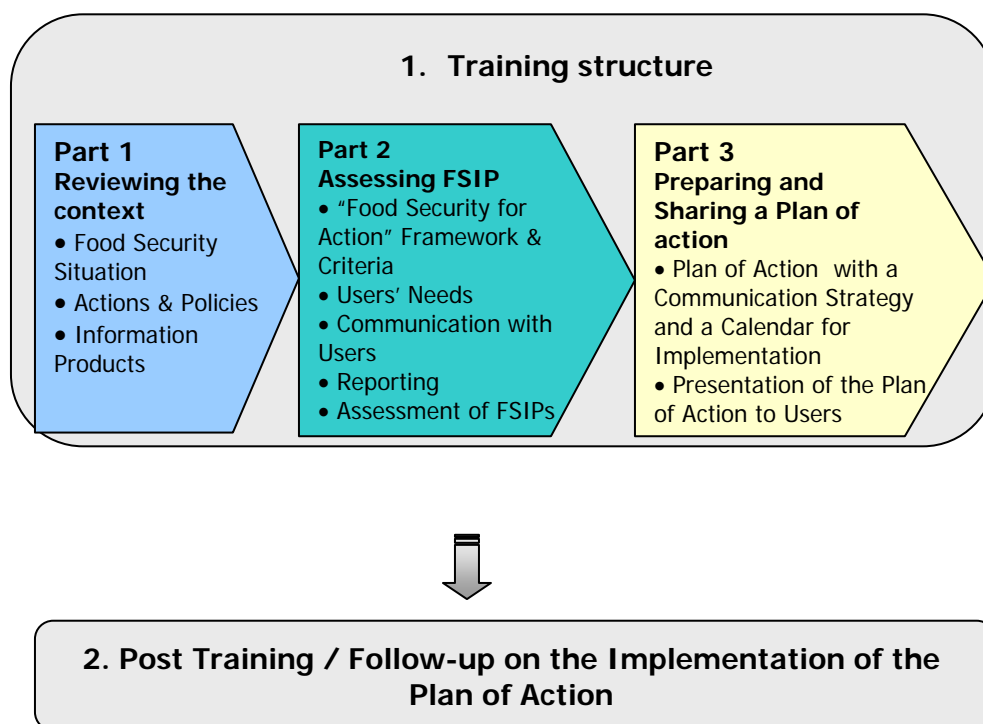 1. Training structure
Part 1
Reviewing the
context
• Food Security
Situation
• Actions & Policies
• Information
Products
Part 2
Assessing FSIP
• “Food Security for
Action” Framework &
Criteria
• Users’ Needs
• Communication with
Users
• Reporting
• Assessment of FSIPs
Part 3
Preparing and
Sharing a Plan of
action
• Plan of Action with a
Communication Strategy
and a Calendar for
Implementation
• Presentation of the Plan
of Action to Users
2. Post Training / Follow-up on the Implementation of the
Plan of Action